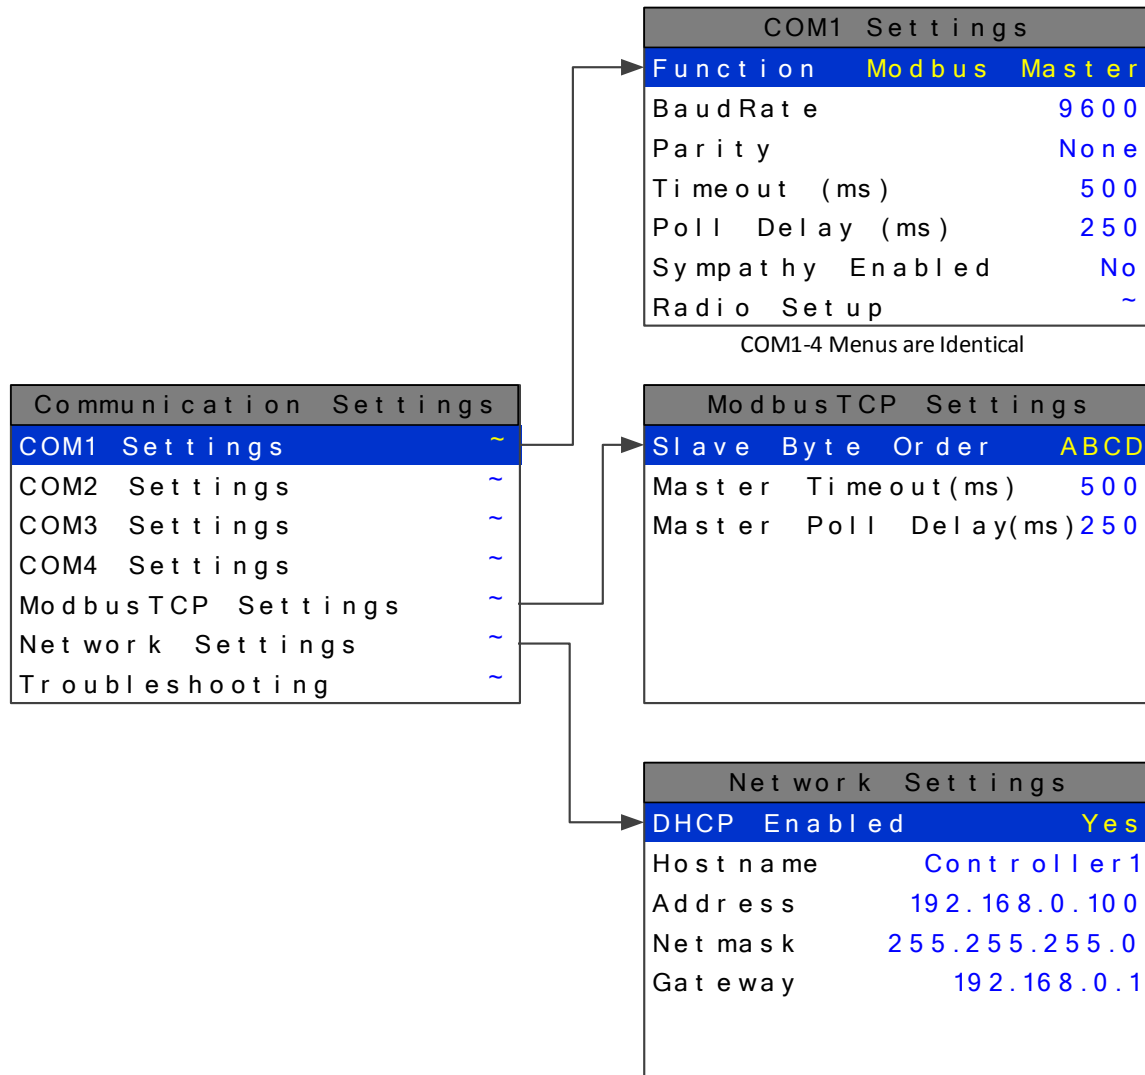 COM1 Settings
Function Modbus Master
BaudRate 9600
Parity None
Timeout (ms) 500
Poll Delay (ms) 250
Sympathy Enabled No
Radio Setup ~
COM1-4 Menus are Identical
Communication Settings
COM1 Settings ~
COM2 Settings ~
COM3 Settings ~
COM4 Settings ~
ModbusTCP Settings ~
Network Settings ~
Troubleshooting ~
ModbusTCP Settings
Slave Byte Order ABCD
Master Timeout(ms) 500
Master Poll Delay(ms) 250
Network Settings
DHCP Enabled Yes
Hostname Controller1
Address 192.168.0.100
Netmask 255.255.255.0
Gateway 192.168.0.1